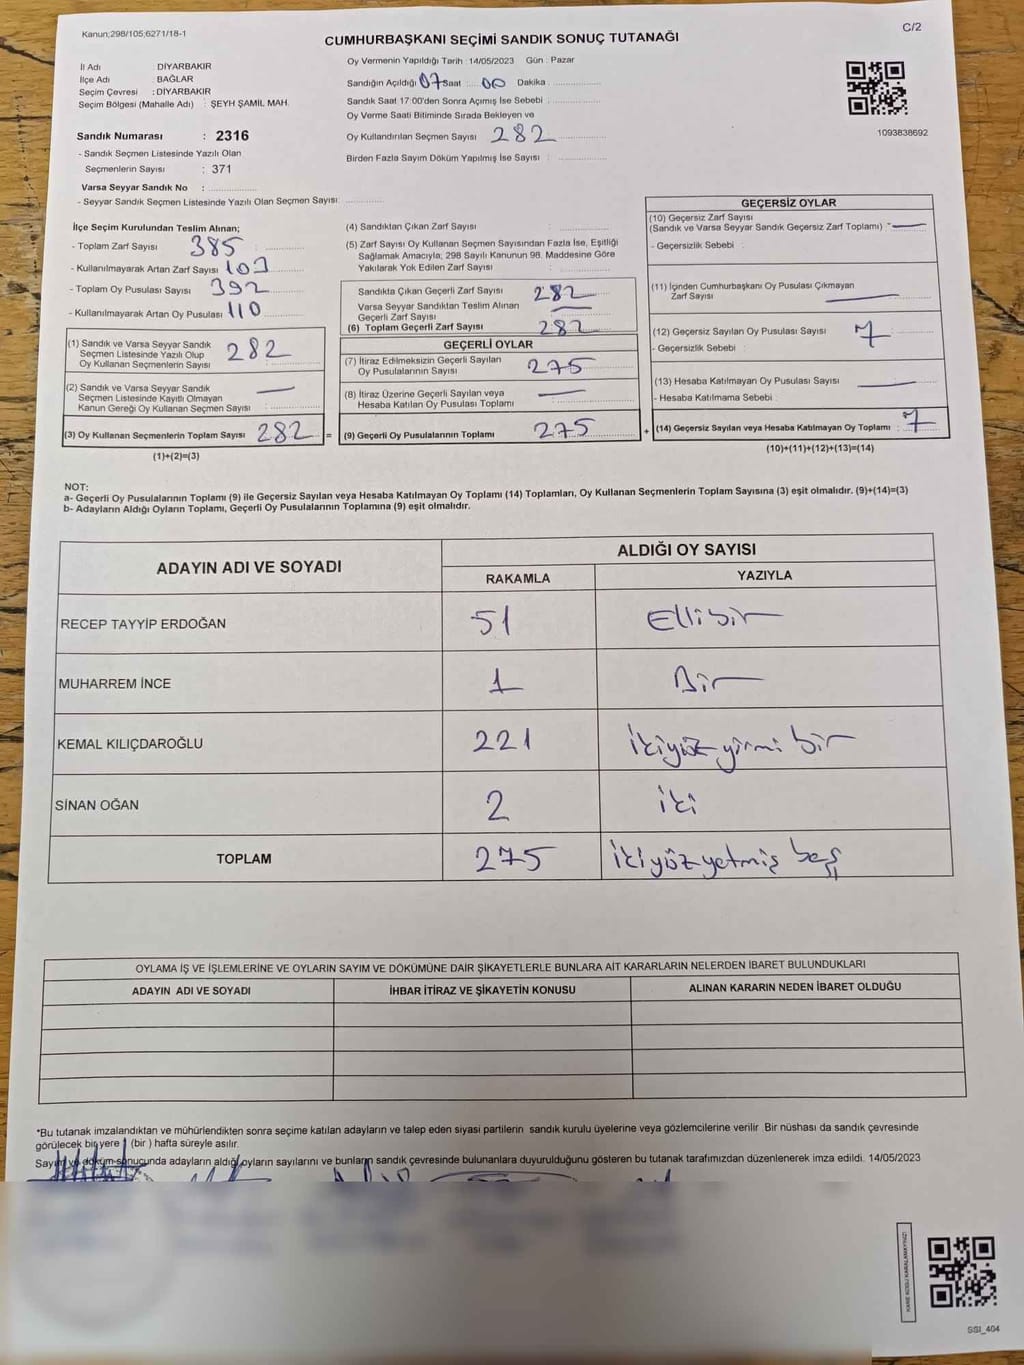 Kanun;298/105;6271/18-1
C/2
CUMHURBAŞKANI SEÇİMİ SANDIK SONUÇ TUTANAĞI
İl Adı DİYARBAKIR
İlçe Adı BAĞLAR
Seçim Çevresi : DİYARBAKIR
Seçim Bölgesi (Mahalle Adı) : ŞEYH ŞAMİL MAH.
Sandık Numarası : 2316
- Sandık Seçmen Listesinde Yazılı Olan
Seçmenlerin Sayısı : 371
Varsa Seyyar Sandık No :
- Seyyar Sandık Seçmen Listesinde Yazılı Olan Seçmen Sayısı:
Oy Vermenin Yapıldığı Tarih : 14/05/2023 Gün : Pazar
Sandığın Açıldığı 07 Saat 00 Dakika
Sandık Saat 17:00'den Sonra Açımış İse Sebebi :
Oy Verme Saati Bitiminde Sırada Bekleyen ve
Oy Kullandırılan Seçmen Sayısı 282
Birden Fazla Sayım Döküm Yapılmış İse Sayısı :
1093838692
İlçe Seçim Kurulundan Teslim Alınan;
- Toplam Zarf Sayısı 385
- Kullanılmayarak Artan Zarf Sayısı 103
- Toplam Oy Pusulası Sayısı 392
- Kullanılmayarak Artan Oy Pusulası 110
(1) Sandık ve Varsa Seyyar Sandık
Seçmen Listesinde Yazılı Olup
Oy Kullanan Seçmenlerin Sayısı 282
(2) Sandık ve Varsa Seyyar Sandık
Seçmen Listesinde Kayıtlı Olmayan
Kanun Gereği Oy Kullanan Seçmen Sayısı : —
(3) Oy Kullanan Seçmenlerin Toplam Sayısı 282 =
(1)+(2)=(3)
(4) Sandıktan Çıkan Zarf Sayısı :
(5) Zarf Sayısı Oy Kullanan Seçmen Sayısından Fazla İse, Eşitliği
Sağlamak Amacıyla; 298 Sayılı Kanunun 98. Maddesine Göre
Yakılarak Yok Edilen Zarf Sayısı :
Sandıkta Çıkan Geçerli Zarf Sayısı 282
Varsa Seyyar Sandıktan Teslim Alınan
Geçerli Zarf Sayısı —
(6) Toplam Geçerli Zarf Sayısı 282
GEÇERLİ OYLAR
(7) İtiraz Edilmeksizin Geçerli Sayılan
Oy Pusulalarının Sayısı 275
(8) İtiraz Üzerine Geçerli Sayılan veya
Hesaba Katılan Oy Pusulası Toplamı —
(9) Geçerli Oy Pusulalarının Toplamı 275 +
GEÇERSİZ OYLAR
(10) Geçersiz Zarf Sayısı
(Sandık ve Varsa Seyyar Sandık Geçersiz Zarf Toplamı) : —
- Geçersizlik Sebebi :
(11) İçinden Cumhurbaşkanı Oy Pusulası Çıkmayan
Zarf Sayısı —
(12) Geçersiz Sayılan Oy Pusulası Sayısı 7
- Geçersizlik Sebebi :
(13) Hesaba Katılmayan Oy Pusulası Sayısı —
- Hesaba Katılmama Sebebi :
(14) Geçersiz Sayılan veya Hesaba Katılmayan Oy Toplamı : 7
(10)+(11)+(12)+(13)=(14)
NOT:
a- Geçerli Oy Pusulalarının Toplamı (9) ile Geçersiz Sayılan veya Hesaba Katılmayan Oy Toplamı (14) Toplamları, Oy Kullanan Seçmenlerin Toplam Sayısına (3) eşit olmalıdır. (9)+(14)=(3)
b- Adayların Aldığı Oyların Toplamı, Geçerli Oy Pusulalarının Toplamına (9) eşit olmalıdır.
ADAYIN ADI VE SOYADI ALDIĞI OY SAYISI
RAKAMLA YAZIYLA
RECEP TAYYİP ERDOĞAN 51 Ellibir
MUHARREM İNCE 1 Bir
KEMAL KILIÇDAROĞLU 221 ikiyüz yirmi bir
SİNAN OĞAN 2 iki
TOPLAM 275 ikiyüz yetmiş beş
OYLAMA İŞ VE İŞLEMLERİNE VE OYLARIN SAYIM VE DÖKÜMÜNE DAİR ŞİKAYETLERLE BUNLARA AİT KARARLARIN NELERDEN İBARET BULUNDUKLARI
ADAYIN ADI VE SOYADI İHBAR İTİRAZ VE ŞİKAYETİN KONUSU ALINAN KARARIN NEDEN İBARET OLDUĞU
*Bu tutanak imzalandıktan ve mühürlendikten sonra seçime katılan adayların ve talep eden siyasi partilerin sandık kurulu üyelerine veya gözlemcilerine verilir .Bir nüshası da sandık çevresinde
görülecek bir yere 1 (bir ) hafta süreyle asılır.
Sayım ve döküm sonucunda adayların aldığı oyların sayılarını ve bunların sandık çevresinde bulunanlara duyurulduğunu gösteren bu tutanak tarafımızdan düzenlenerek imza edildi. 14/05/2023
KARE KODU KARALAMAYINIZ!
SSI_404